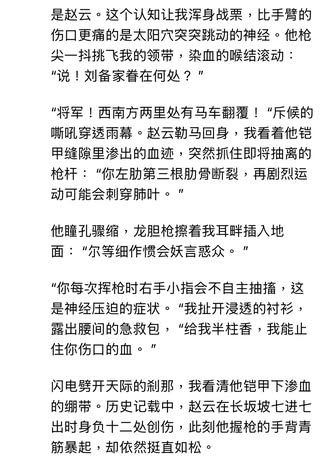 是赵云。这个认知让我浑身战栗，比手臂的
伤口更痛的是太阳穴突突跳动的神经。他枪
尖一抖挑飞我的领带，染血的喉结滚动：
“说！刘备家眷在何处？”
“将军！西南方两里处有马车翻覆！”斥候的
嘶吼穿透雨幕。赵云勒马回身，我看着他铠
甲缝隙里渗出的血迹，突然抓住即将抽离的
枪杆：“你左肋第三根肋骨断裂，再剧烈运
动可能会刺穿肺叶。”
他瞳孔骤缩，龙胆枪擦着我耳畔插入地
面：“尔等细作惯会妖言惑众。”
“你每次挥枪时右手小指会不自主抽搐，这
是神经压迫的症状。“我扯开浸透的衬衫，
露出腰间的急救包，“给我半柱香，我能止
住你伤口的血。”
闪电劈开天际的刹那，我看清他铠甲下渗血
的绷带。历史记载中，赵云在长坂坡七进七
出时身负十二处创伤，此刻他握枪的手背青
筋暴起，却依然挺直如松。